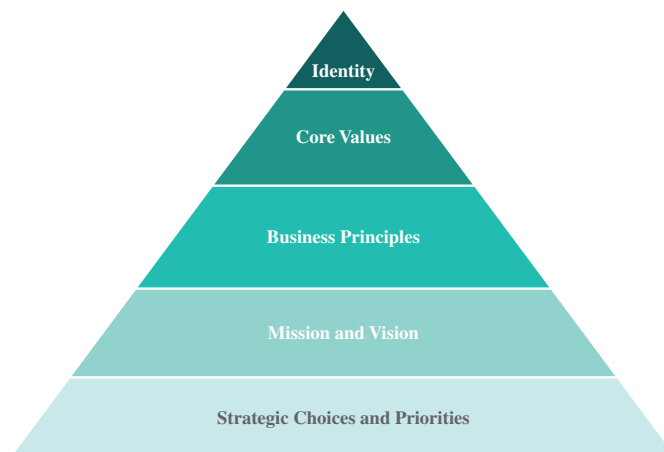 Identity
Core Values
Business Principles
Mission and Vision
Strategic Choices and Priorities